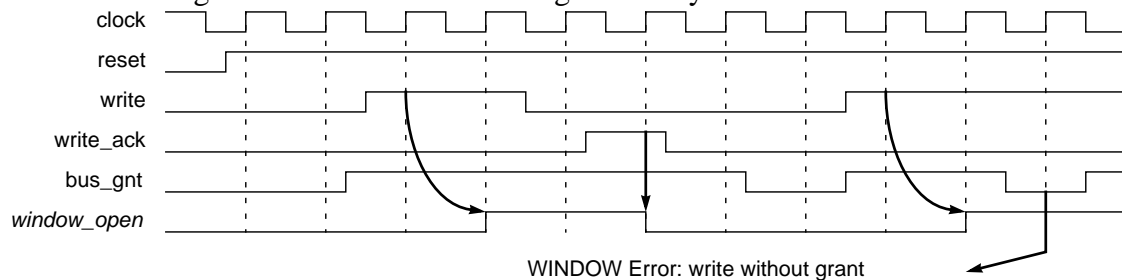 clock
reset
write
write_ack
bus_gnt
window_open
WINDOW Error: write without grant